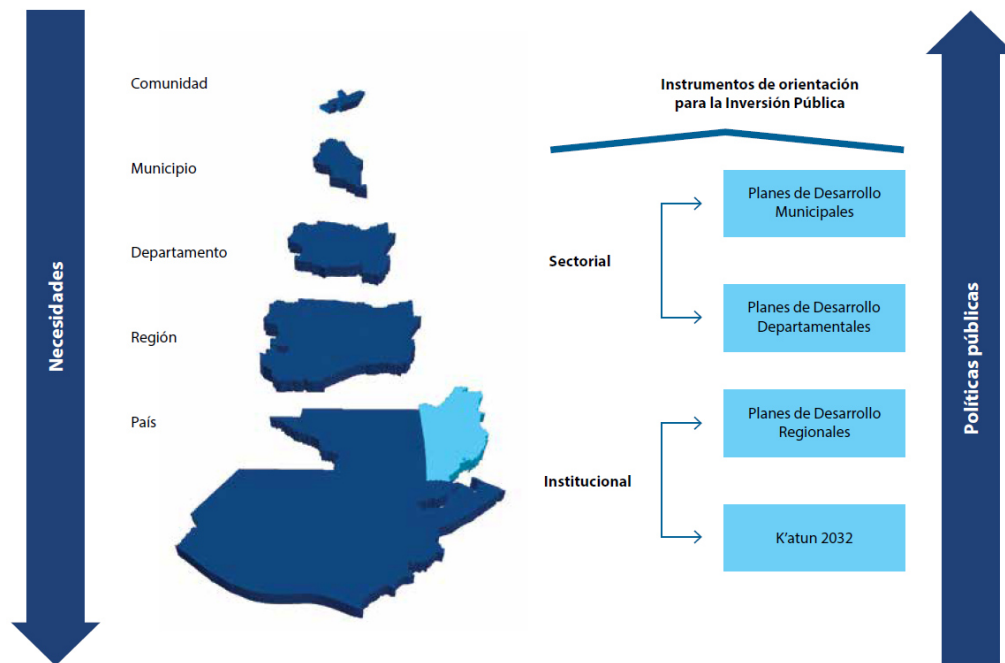 Necesidades
Comunidad
Municipio
Departamento
Región
País
Instrumentos de orientación
para la Inversión Pública
Sectorial
Planes de Desarrollo
Municipales
Planes de Desarrollo
Departamentales
Institucional
Planes de Desarrollo
Regionales
K'atun 2032
Políticas públicas